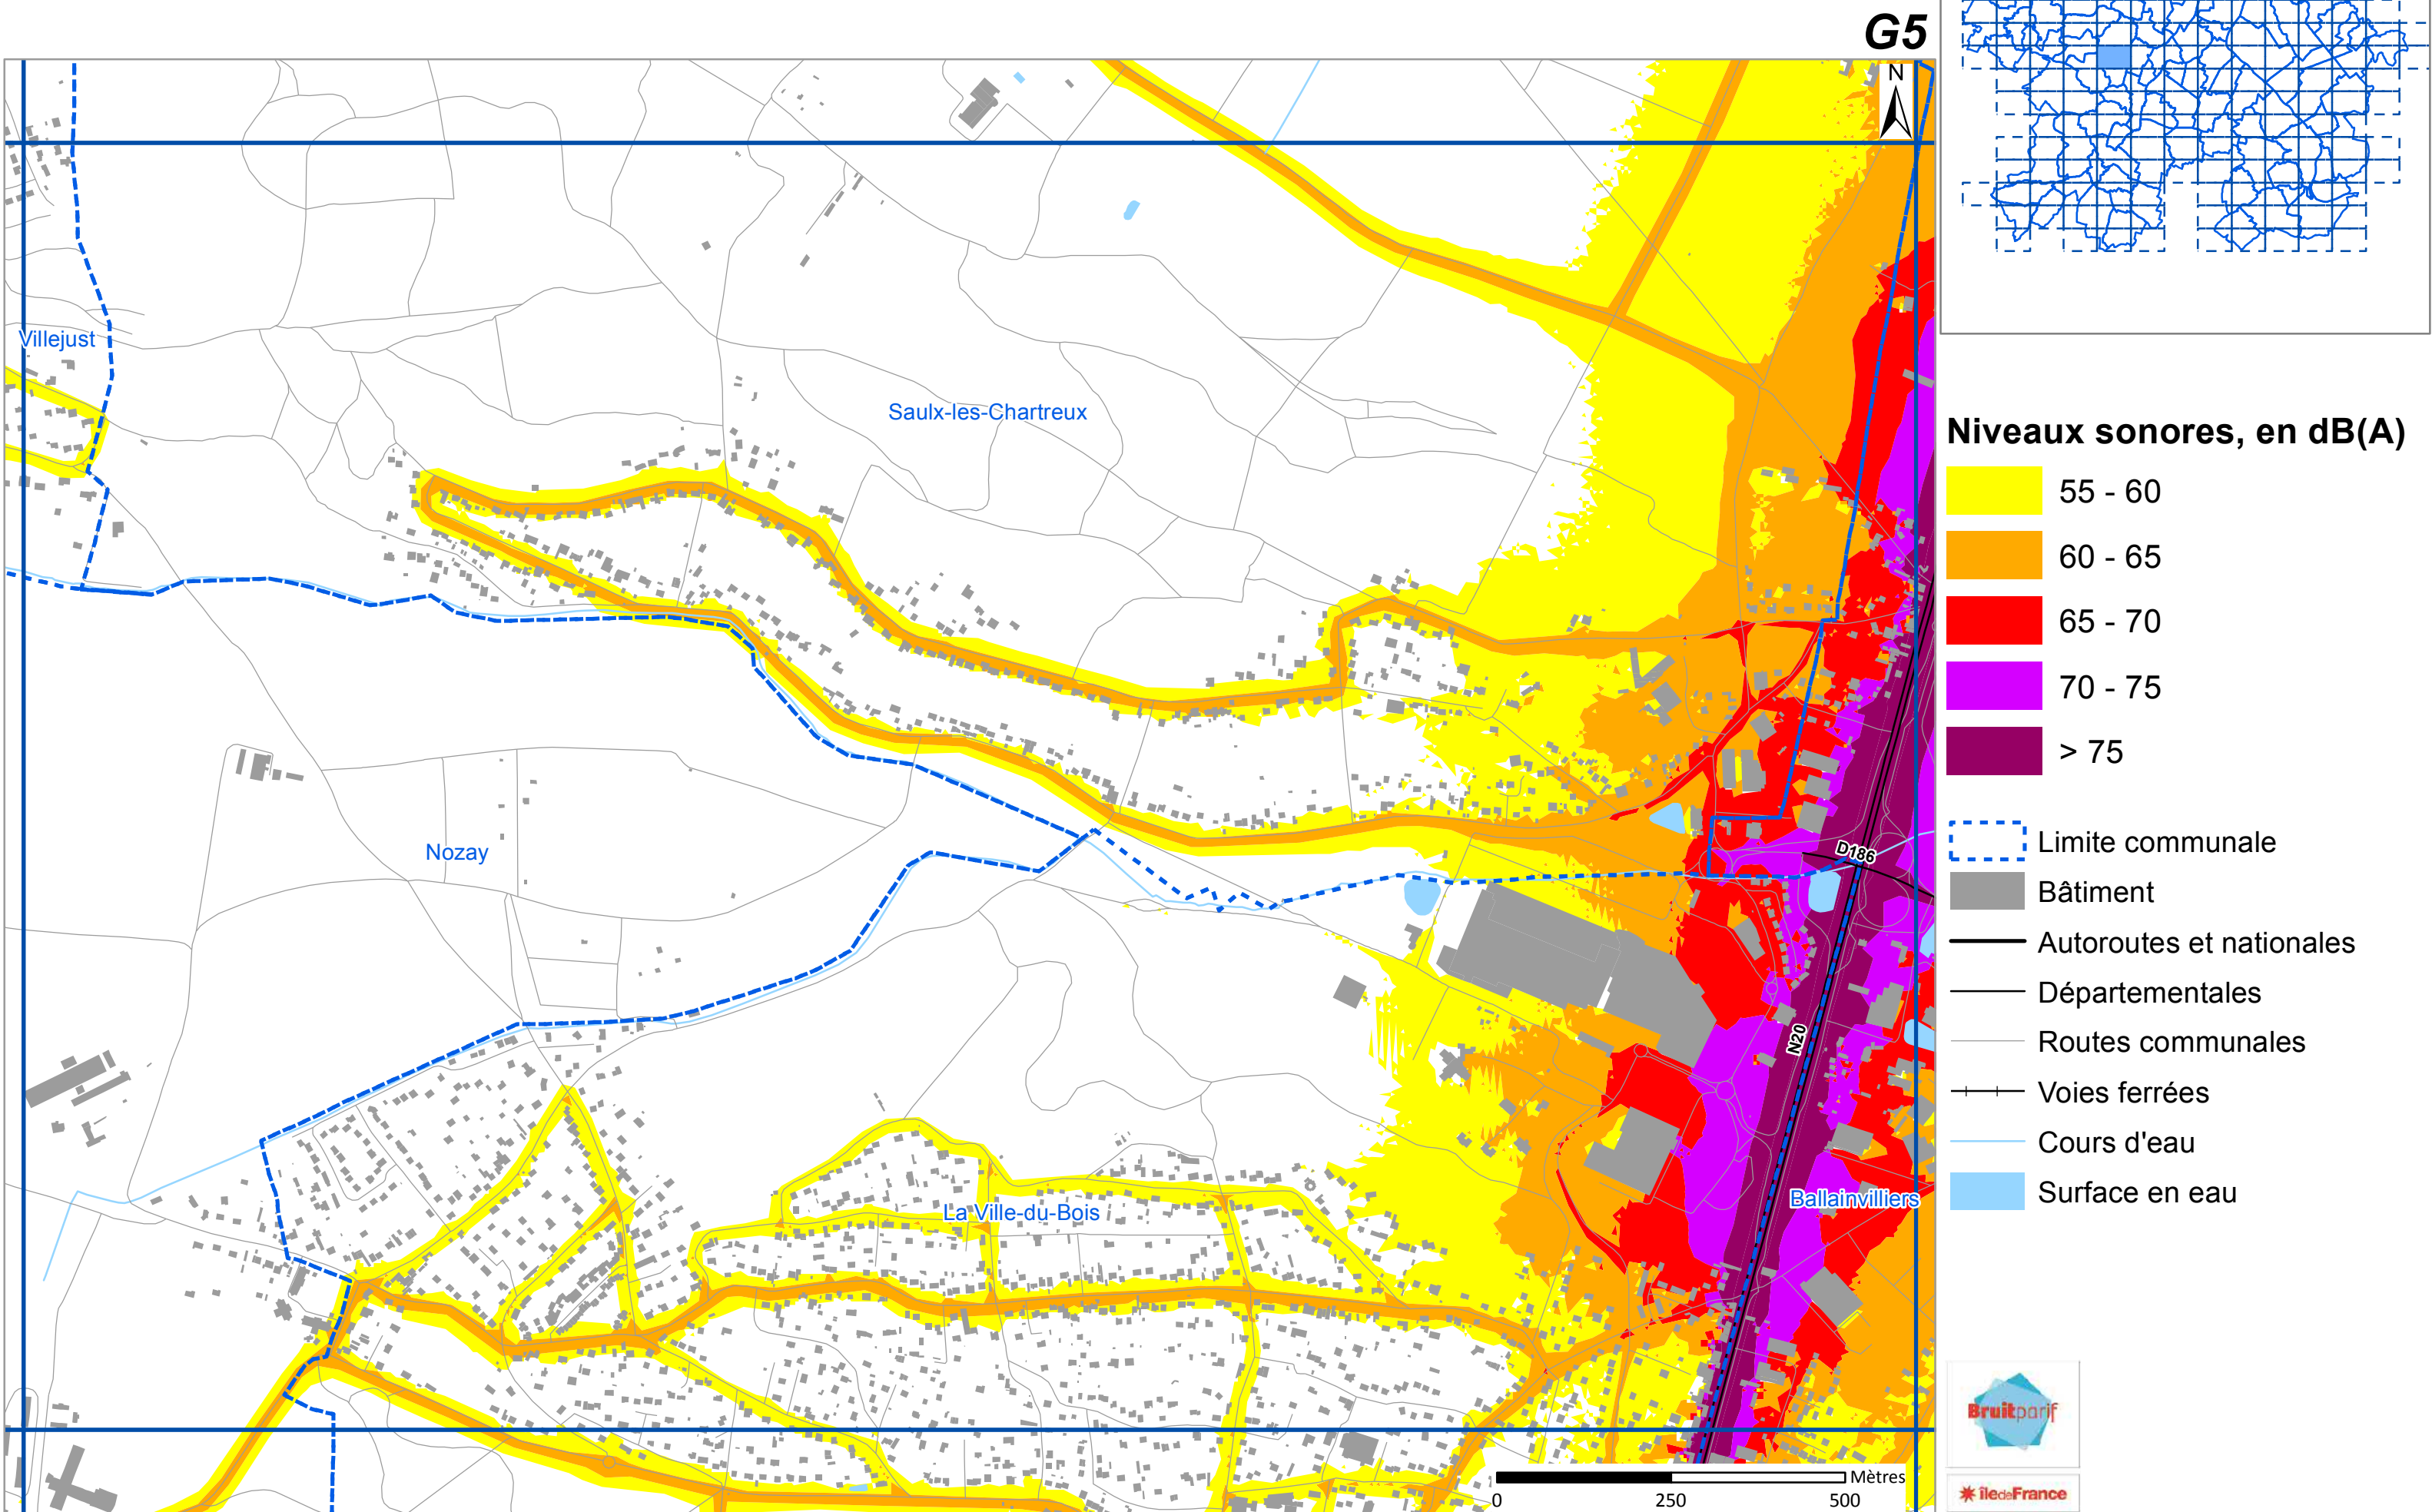 G5
N
Villejust
Saulx-les-Chartreux
Nozay
D186
N20
La Ville-du-Bois
Ballainvilliers
Mètres
0 250 500
Niveaux sonores, en dB(A)
55 - 60
60 - 65
65 - 70
70 - 75
> 75
Limite communale
Bâtiment
Autoroutes et nationales
Départementales
Routes communales
Voies ferrées
Cours d'eau
Surface en eau
Bruitparif
îledeFrance